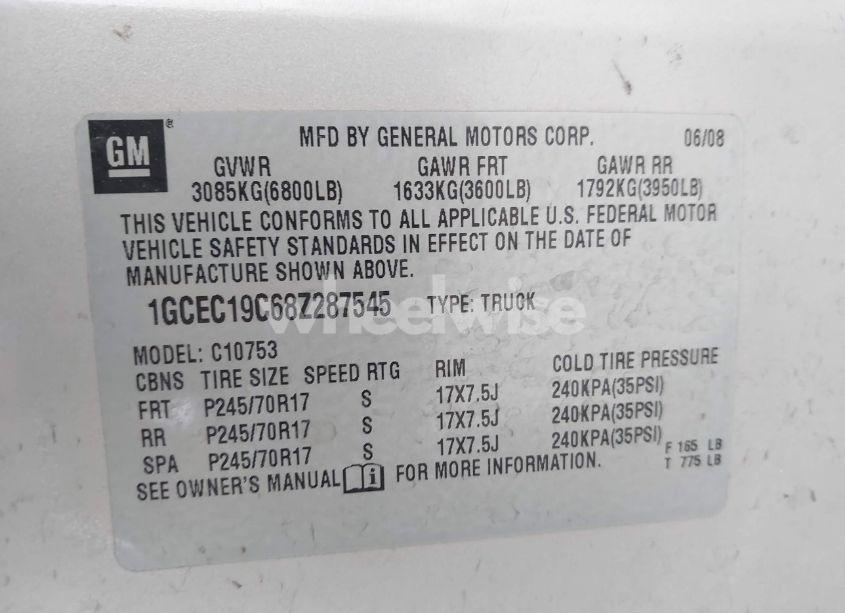 GM® MFD BY GENERAL MOTORS CORP. 06/08
GVWR GAWR FRT GAWR RR
3085KG(6800LB) 1633KG(3600LB) 1792KG(3950LB)
THIS VEHICLE CONFORMS TO ALL APPLICABLE U.S. FEDERAL MOTOR
VEHICLE SAFETY STANDARDS IN EFFECT ON THE DATE OF
MANUFACTURE SHOWN ABOVE.
1GCEC19C68Z287545 TYPE: TRUCK
wheelwise
MODEL: C10753
CBNS TIRE SIZE SPEED RTG RIM COLD TIRE PRESSURE
FRT P245/70R17 S 17X7.5J 240KPA(35PSI)
RR P245/70R17 S 17X7.5J 240KPA(35PSI)
SPA P245/70R17 S 17X7.5J 240KPA(35PSI) F 165 LB
T 775 LB
SEE OWNER'S MANUAL i FOR MORE INFORMATION.